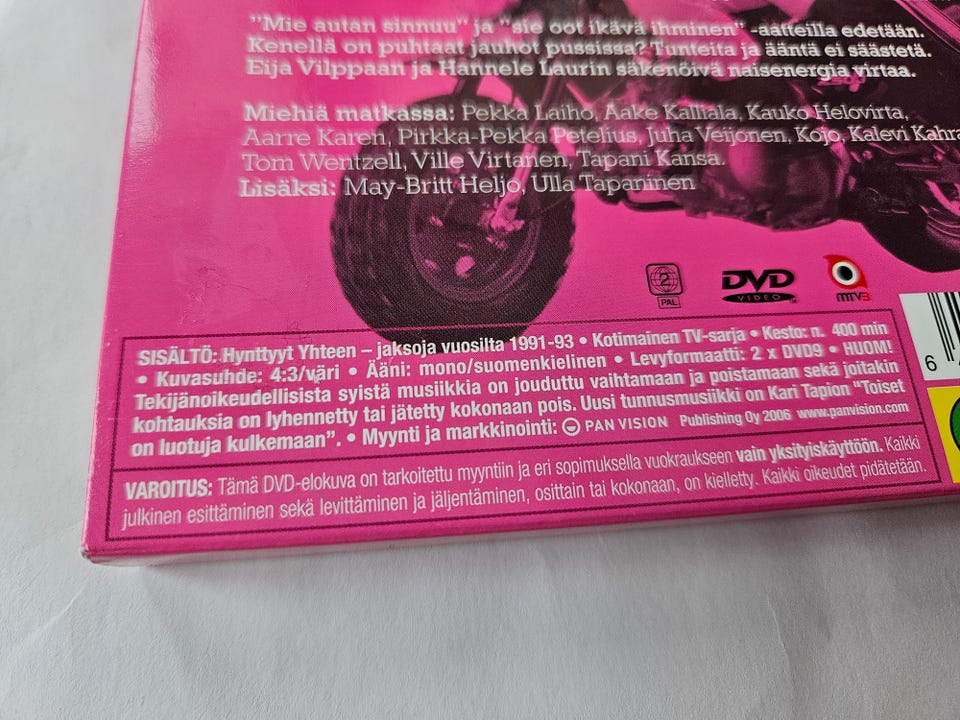 "Mie autan sinnuu" ja "sie oot ikävä ihminen" -aatteilla edetään.
Kenellä on puhtaat jauhot pussissa? Tunteita ja ääntä ei säästetä.
Eija Vilppaan ja Hannele Laurin säkenöivä naisenergia virtaa.
Miehiä matkassa: Pekka Laiho, Aake Kalliala, Kauko Helovirta,
Aarre Karen, Pirkka-Pekka Petelius, Juha Veijonen, Kojo, Kalevi Kahra
Tom Wentzell, Ville Virtanen, Tapani Kansa.
Lisäksi: May-Britt Heljo, Ulla Tapaninen
2
PAL
DVD
VIDEO
MTV3
SISÄLTÖ: Hynttyyt Yhteen – jaksoja vuosilta 1991-93 • Kotimainen TV-sarja • Kesto: n. 400 min
• Kuvasuhde: 4:3/väri • Ääni: mono/suomenkielinen • Levyformaatti: 2 x DVD9 • HUOM!
Tekijänoikeudellisista syistä musiikkia on jouduttu vaihtamaan ja poistamaan sekä joitakin
kohtauksia on lyhennetty tai jätetty kokonaan pois. Uusi tunnusmusiikki on Kari Tapion "Toiset
on luotuja kulkemaan". • Myynti ja markkinointi: PAN VISION Publishing Oy 2006 www.panvision.com
VAROITUS: Tämä DVD-elokuva on tarkoitettu myyntiin ja eri sopimuksella vuokraukseen vain yksityiskäyttöön. Kaikki
julkinen esittäminen sekä levittäminen ja jäljentäminen, osittain tai kokonaan, on kielletty. Kaikki oikeudet pidätetään.
6